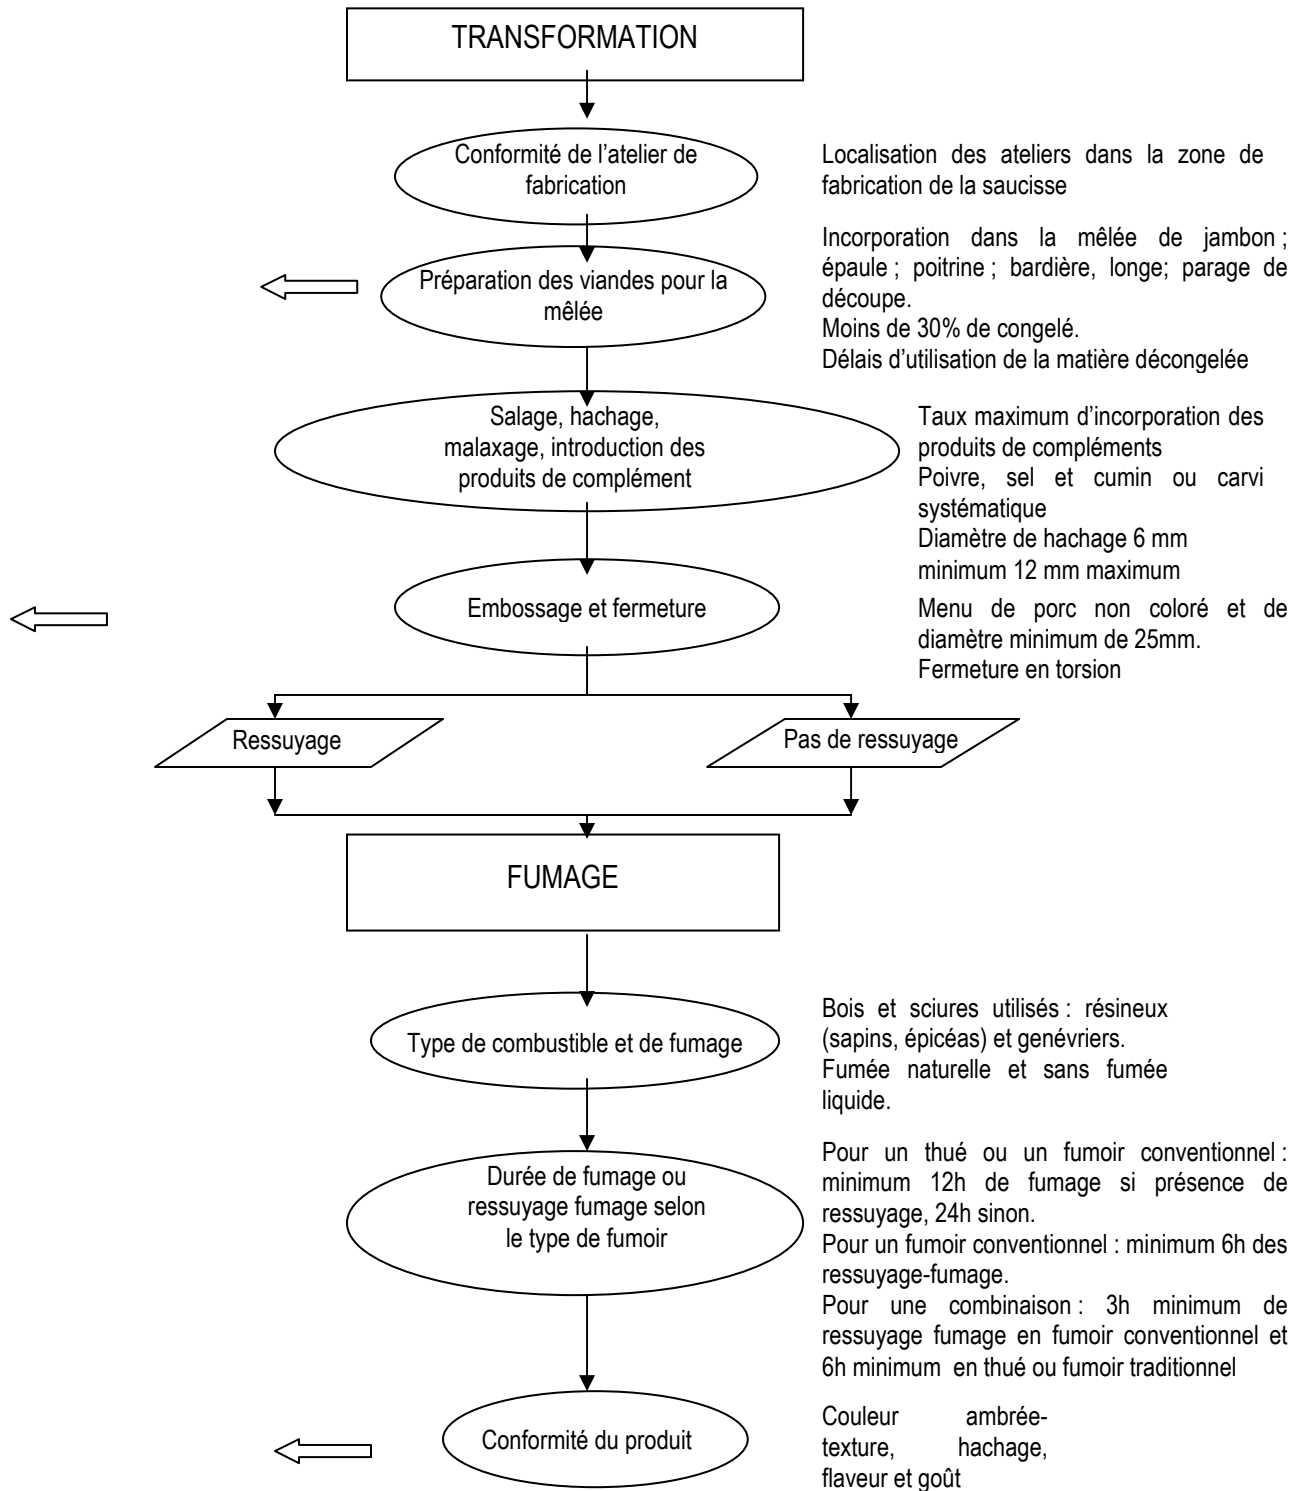 TRANSFORMATION
Conformité de l'atelier de
fabrication
Localisation des ateliers dans la zone de
fabrication de la saucisse
Préparation des viandes pour la
mêlée
Incorporation dans la mêlée de jambon ;
épaule ; poitrine ; bardière, longe; parage de
découpe.
Moins de 30% de congelé.
Délais d'utilisation de la matière décongelée
Salage, hachage,
malaxage, introduction des
produits de complément
Taux maximum d'incorporation des
produits de compléments
Poivre, sel et cumin ou carvi
systématique
Diamètre de hachage 6 mm
minimum 12 mm maximum
Embossage et fermeture
Menu de porc non coloré et de
diamètre minimum de 25mm.
Fermeture en torsion
Ressuyage
Pas de ressuyage
FUMAGE
Type de combustible et de fumage
Bois et sciures utilisés : résineux
(sapins, épicéas) et genévriers.
Fumée naturelle et sans fumée
liquide.
Durée de fumage ou
ressuyage fumage selon
le type de fumoir
Pour un thué ou un fumoir conventionnel :
minimum 12h de fumage si présence de
ressuyage, 24h sinon.
Pour un fumoir conventionnel : minimum 6h des
ressuyage-fumage.
Pour une combinaison : 3h minimum de
ressuyage fumage en fumoir conventionnel et
6h minimum en thué ou fumoir traditionnel
Conformité du produit
Couleur ambrée-
texture, hachage,
flaveur et goût